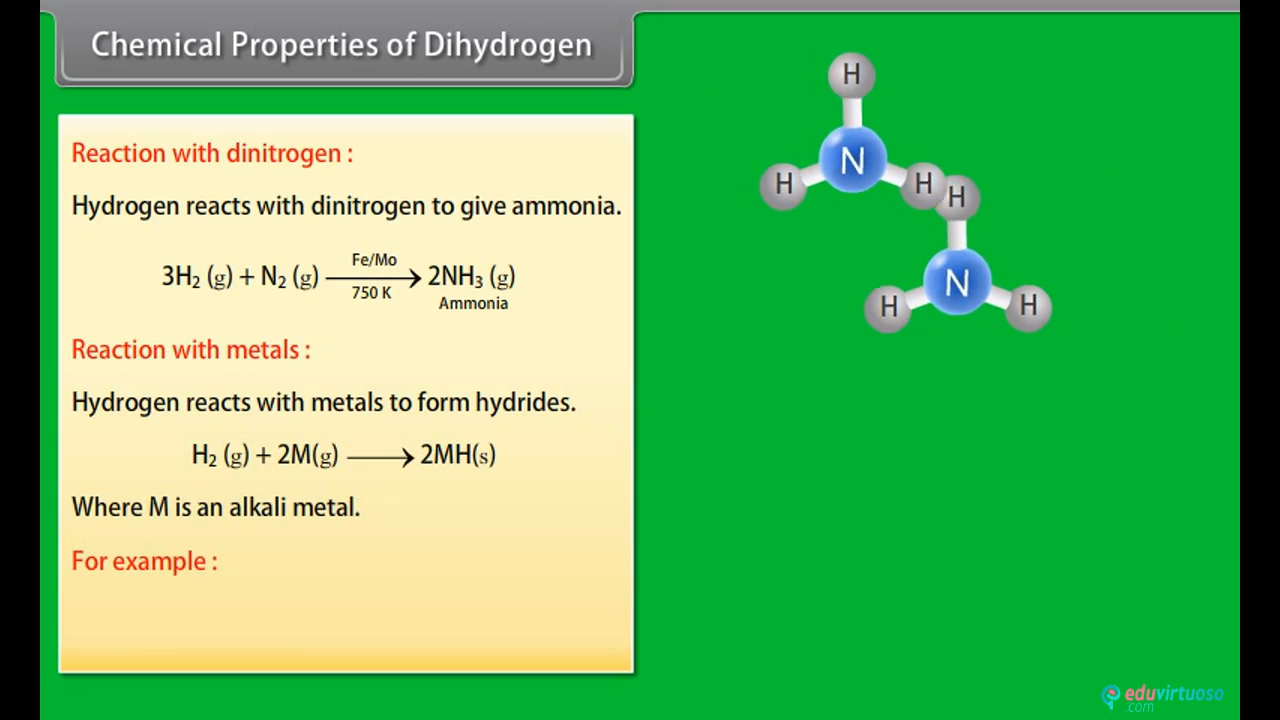 Chemical Properties of Dihydrogen
Reaction with dinitrogen :
Hydrogen reacts with dinitrogen to give ammonia.
Fe/Mo
3H₂ (g) + N₂ (g) ⟶ 2NH₃ (g)
750 K
Ammonia
Reaction with metals :
Hydrogen reacts with metals to form hydrides.
H₂ (g) + 2M(g) ⟶ 2MH(s)
Where M is an alkali metal.
For example :
H
N
H
H
H
N
H
H
eduvirtuoso
.com